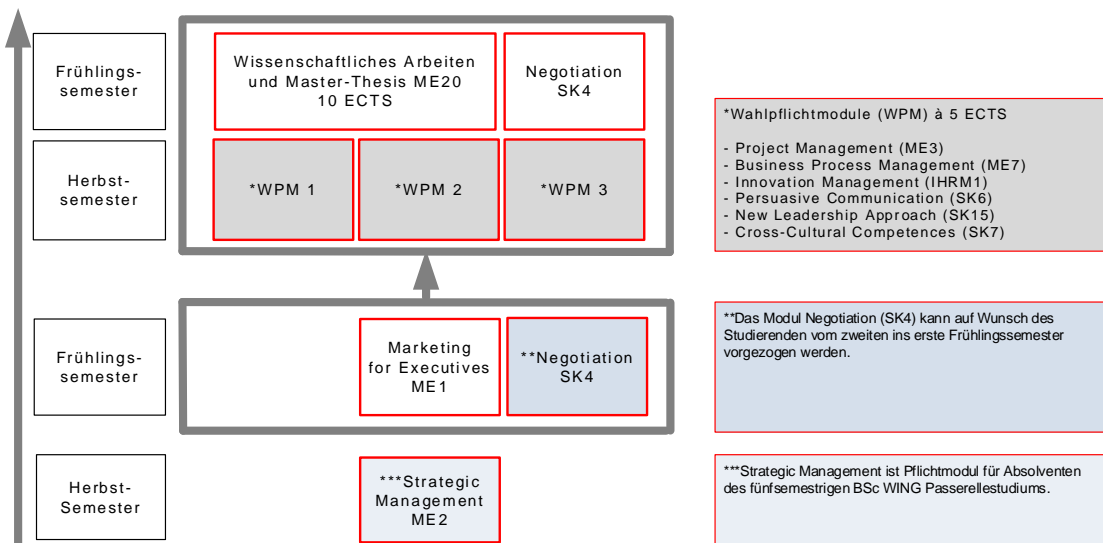 Frühlings-
semester
Wissenschaftliches Arbeiten
und Master-Thesis ME20
10 ECTS
Negotiation
SK4
Herbst-
semester
*WPM 1
*WPM 2
*WPM 3
*Wahlpflichtmodule (WPM) à 5 ECTS
- Project Management (ME3)
- Business Process Management (ME7)
- Innovation Management (IHRM1)
- Persuasive Communication (SK6)
- New Leadership Approach (SK15)
- Cross-Cultural Competences (SK7)
Frühlings-
semester
Marketing
for Executives
ME1
**Negotiation
SK4
**Das Modul Negotiation (SK4) kann auf Wunsch des
Studierenden vom zweiten ins erste Frühlingssemester
vorgezogen werden.
Herbst-
Semester
***Strategic
Management
ME2
***Strategic Management ist Pflichtmodul für Absolventen
des fünfsemestrigen BSc WING Passerellestudiums.